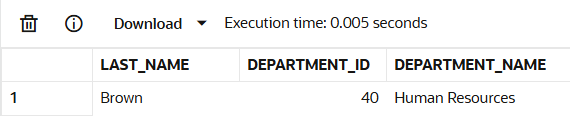 Download Execution time: 0.005 seconds
LAST_NAME DEPARTMENT_ID DEPARTMENT_NAME
1 Brown 40 Human Resources